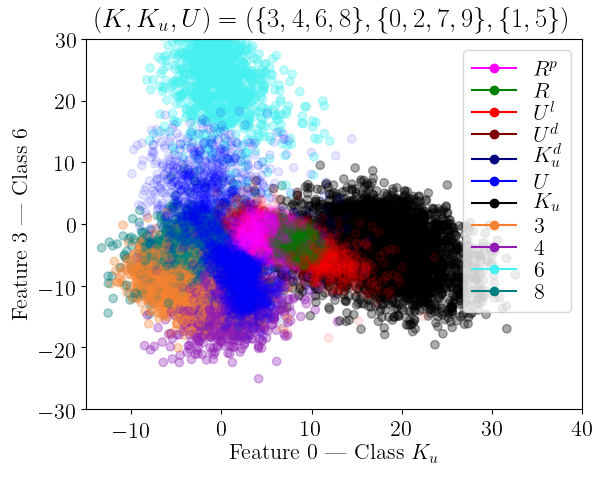 (K, K_u, U) = ({3, 4, 6, 8}, {0, 2, 7, 9}, {1, 5})
Feature 3 — Class 6
30
20
10
0
−10
−20
−30
R^p
R
U^l
U^d
K_u^d
U
K_u
3
4
6
8
−10 0 10 20 30 40
Feature 0 — Class K_u